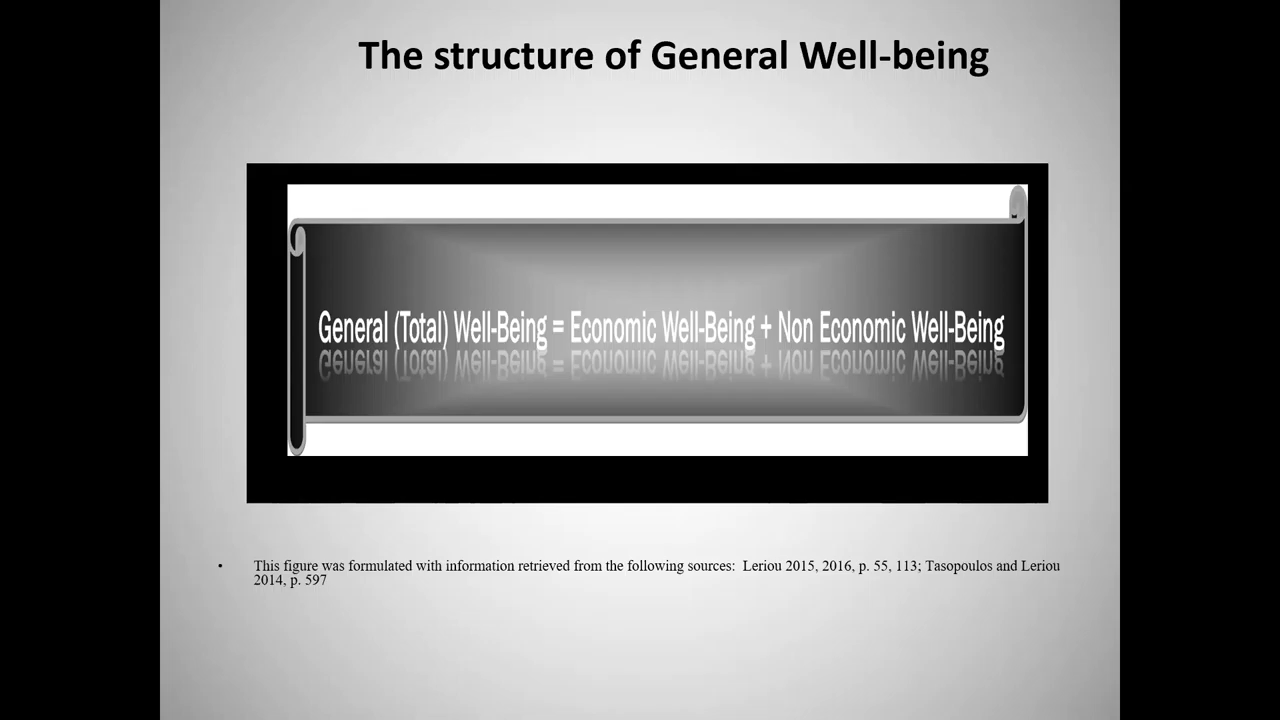 The structure of General Well-being
General (Total) Well-Being = Economic Well-Being + Non Economic Well-Being
• This figure was formulated with information retrieved from the following sources: Leriou 2015, 2016, p. 55, 113; Tasopoulos and Leriou
2014, p. 597